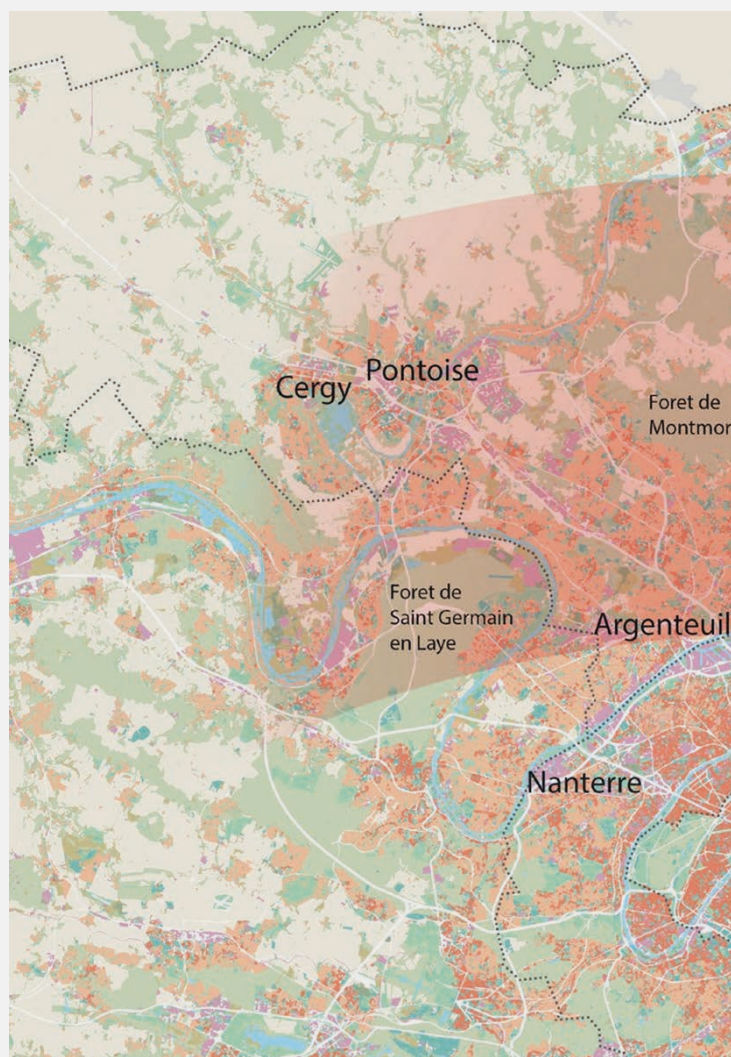 Pontoise
Cergy
Foret de
Foret de
Saint Germain
en Laye
Argenteuil
Nanterre